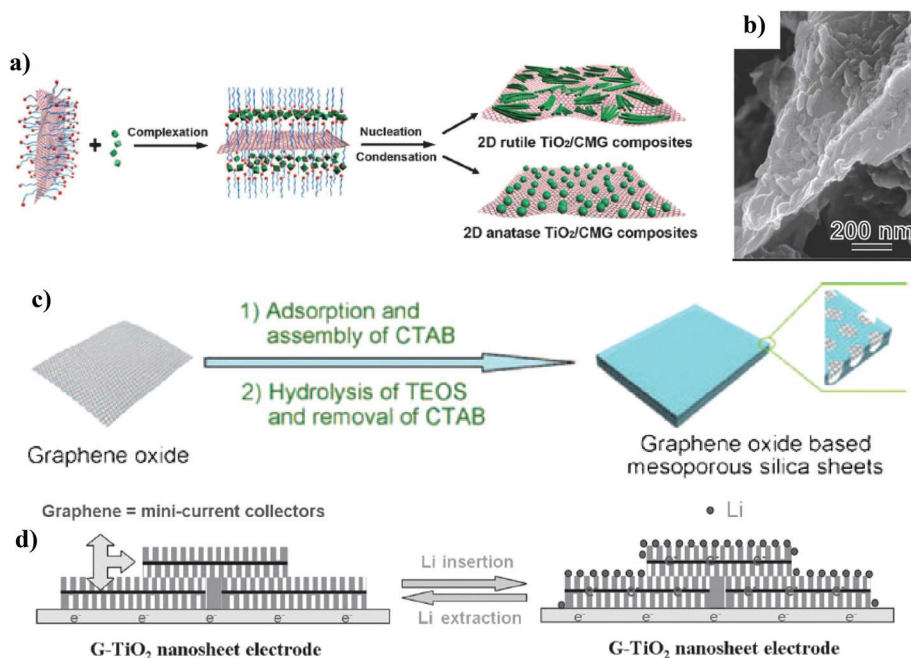 a)
Complexation
+
Nucleation
Condensation
2D rutile TiO₂/CMG composites
2D anatase TiO₂/CMG composites
b)
200 nm
c)
1) Adsorption and
assembly of CTAB
2) Hydrolysis of TEOS
and removal of CTAB
Graphene oxide
Graphene oxide based
mesoporous silica sheets
Graphene = mini-current collectors
Li
d)
Li insertion
Li extraction
e⁻ e⁻ e⁻ e⁻ e⁻
e⁻ e⁻ e⁻ e⁻ e⁻
G-TiO₂ nanosheet electrode
G-TiO₂ nanosheet electrode